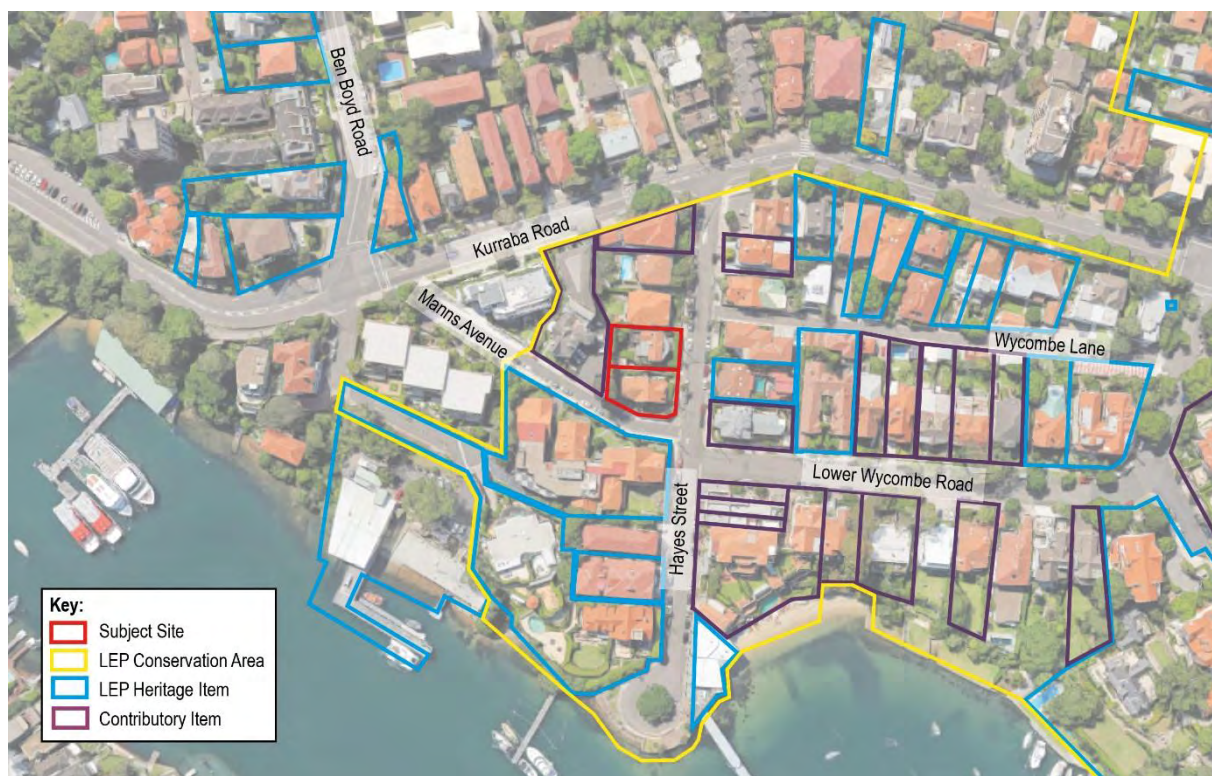 Ben Boyd Road
Kurraba Road
Manns Avenue
Wycombe Lane
Lower Wycombe Road
Hayes Street
Key:
Subject Site
LEP Conservation Area
LEP Heritage Item
Contributory Item